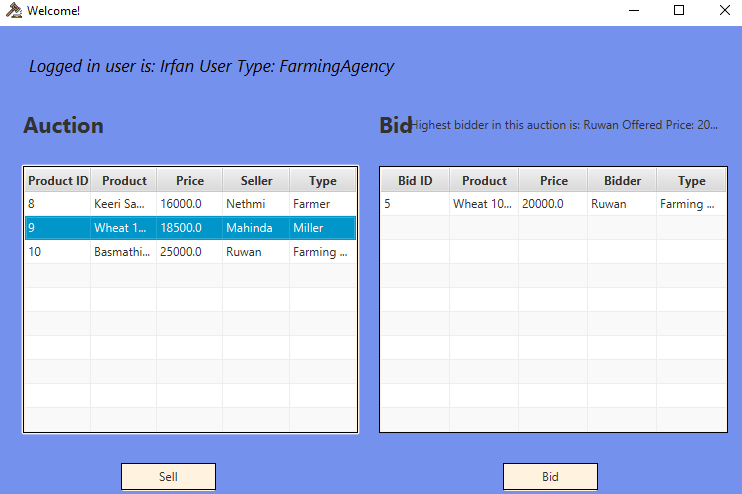 Welcome!
Logged in user is: Irfan User Type: FarmingAgency
Auction
Bid Highest bidder in this auction is: Ruwan Offered Price: 20...
Product ID Product Price Seller Type
8 Keeri Sa... 16000.0 Nethmi Farmer
9 Wheat 1... 18500.0 Mahinda Miller
10 Basmathi... 25000.0 Ruwan Farming ...
Bid ID Product Price Bidder Type
5 Wheat 10... 20000.0 Ruwan Farming ...
Sell
Bid